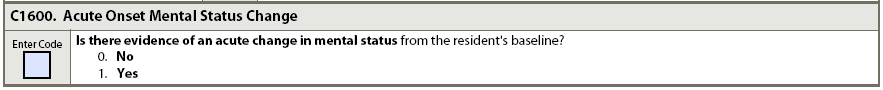 C1600. Acute Onset Mental Status Change
Enter Code
Is there evidence of an acute change in mental status from the resident's baseline?
0. No
1. Yes